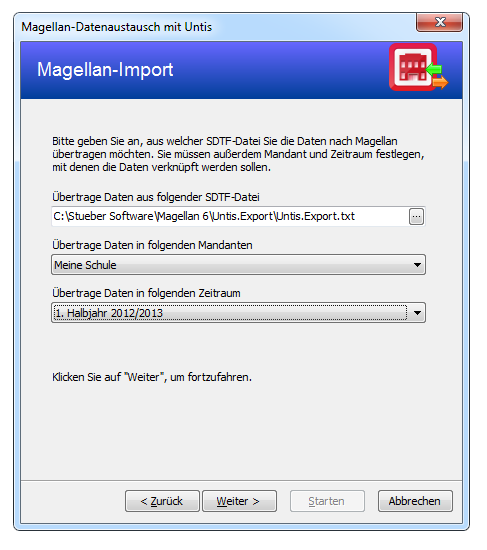 Magellan-Datenaustausch mit Untis
Magellan-Import
Bitte geben Sie an, aus welcher SDTF-Datei Sie die Daten nach Magellan
übertragen möchten. Sie müssen außerdem Mandant und Zeitraum festlegen,
mit denen die Daten verknüpft werden sollen.
Übertrage Daten aus folgender SDTF-Datei
C:\Stueber Software\Magellan 6\Untis.Export\Untis.Export.txt
...
Übertrage Daten in folgenden Mandanten
Meine Schule
Übertrage Daten in folgenden Zeitraum
1. Halbjahr 2012/2013
Klicken Sie auf "Weiter", um fortzufahren.
< Zurück Weiter > Starten Abbrechen